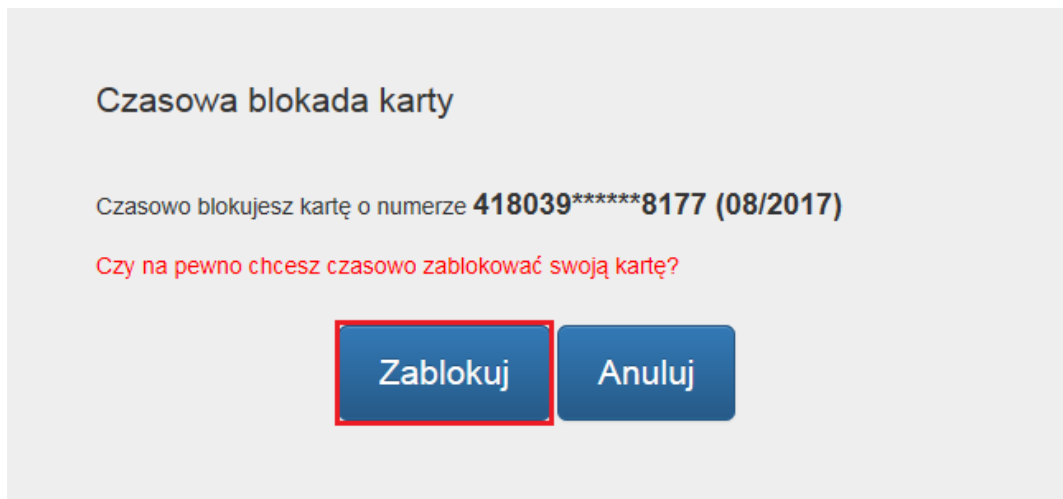 Czasowa blokada karty
Czasowo blokujesz kartę o numerze 418039******8177 (08/2017)
Czy na pewno chcesz czasowo zablokować swoją kartę?
Zablokuj Anuluj